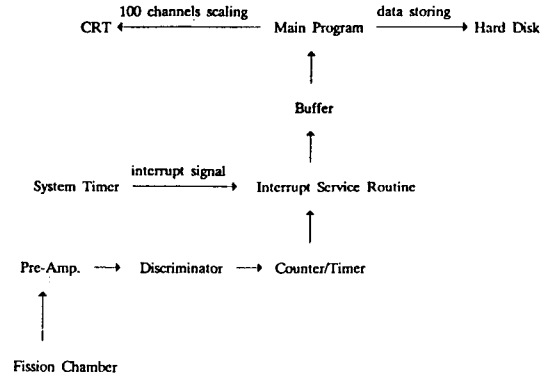 100 channels scaling
data storing
CRT
Main Program
Hard Disk
Buffer
interrupt signal
System Timer
Interrupt Service Routine
Pre-Amp.
Discriminator
Counter/Timer
Fission Chamber